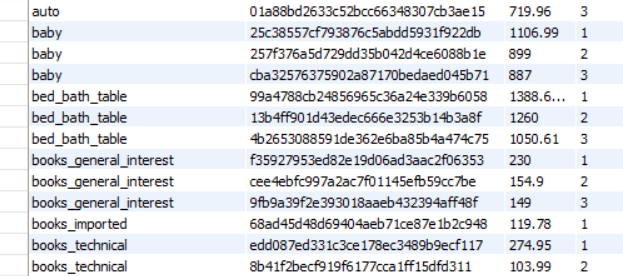 auto 01a88bd2633c52bcc66348307cb3ae15 719.96 3
baby 25c38557cf793876c5abdd5931f922db 1106.99 1
baby 257f376a5d729dd35b042d4ce6088b1e 899 2
baby cba32576375902a87170bedaed045b71 887 3
bed_bath_table 99a4788cb24856965c36a24e339b6058 1388.6... 1
bed_bath_table 13b4ff901d43edec666e3253b14b3a8f 1260 2
bed_bath_table 4b2653088591de362e6ba85b4a474c75 1050.61 3
books_general_interest f35927953ed82e19d06ad3aac2f06353 230 1
books_general_interest cee4ebfc997a2ac7f01145efb59cc7be 154.9 2
books_general_interest 9fb9a39f2e393018aaeb432394aff48f 149 3
books_imported 68ad45d48d69404aeb71ce87e1b2c948 119.78 1
books_technical edd087ed331c3ce178ec3489b9ecf117 274.95 1
books_technical 8b41f2becf919f6177cca1ff15dfd311 103.99 2